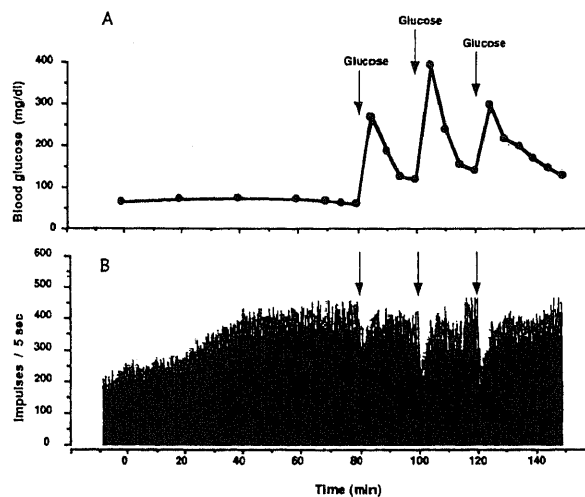 A
Glucose
Glucose
Glucose
Blood glucose (mg/dl)
400
300
200
100
0
B
Impulses / 5 sec
600
500
400
300
200
100
0
0 20 40 60 80 100 120 140
Time (min)